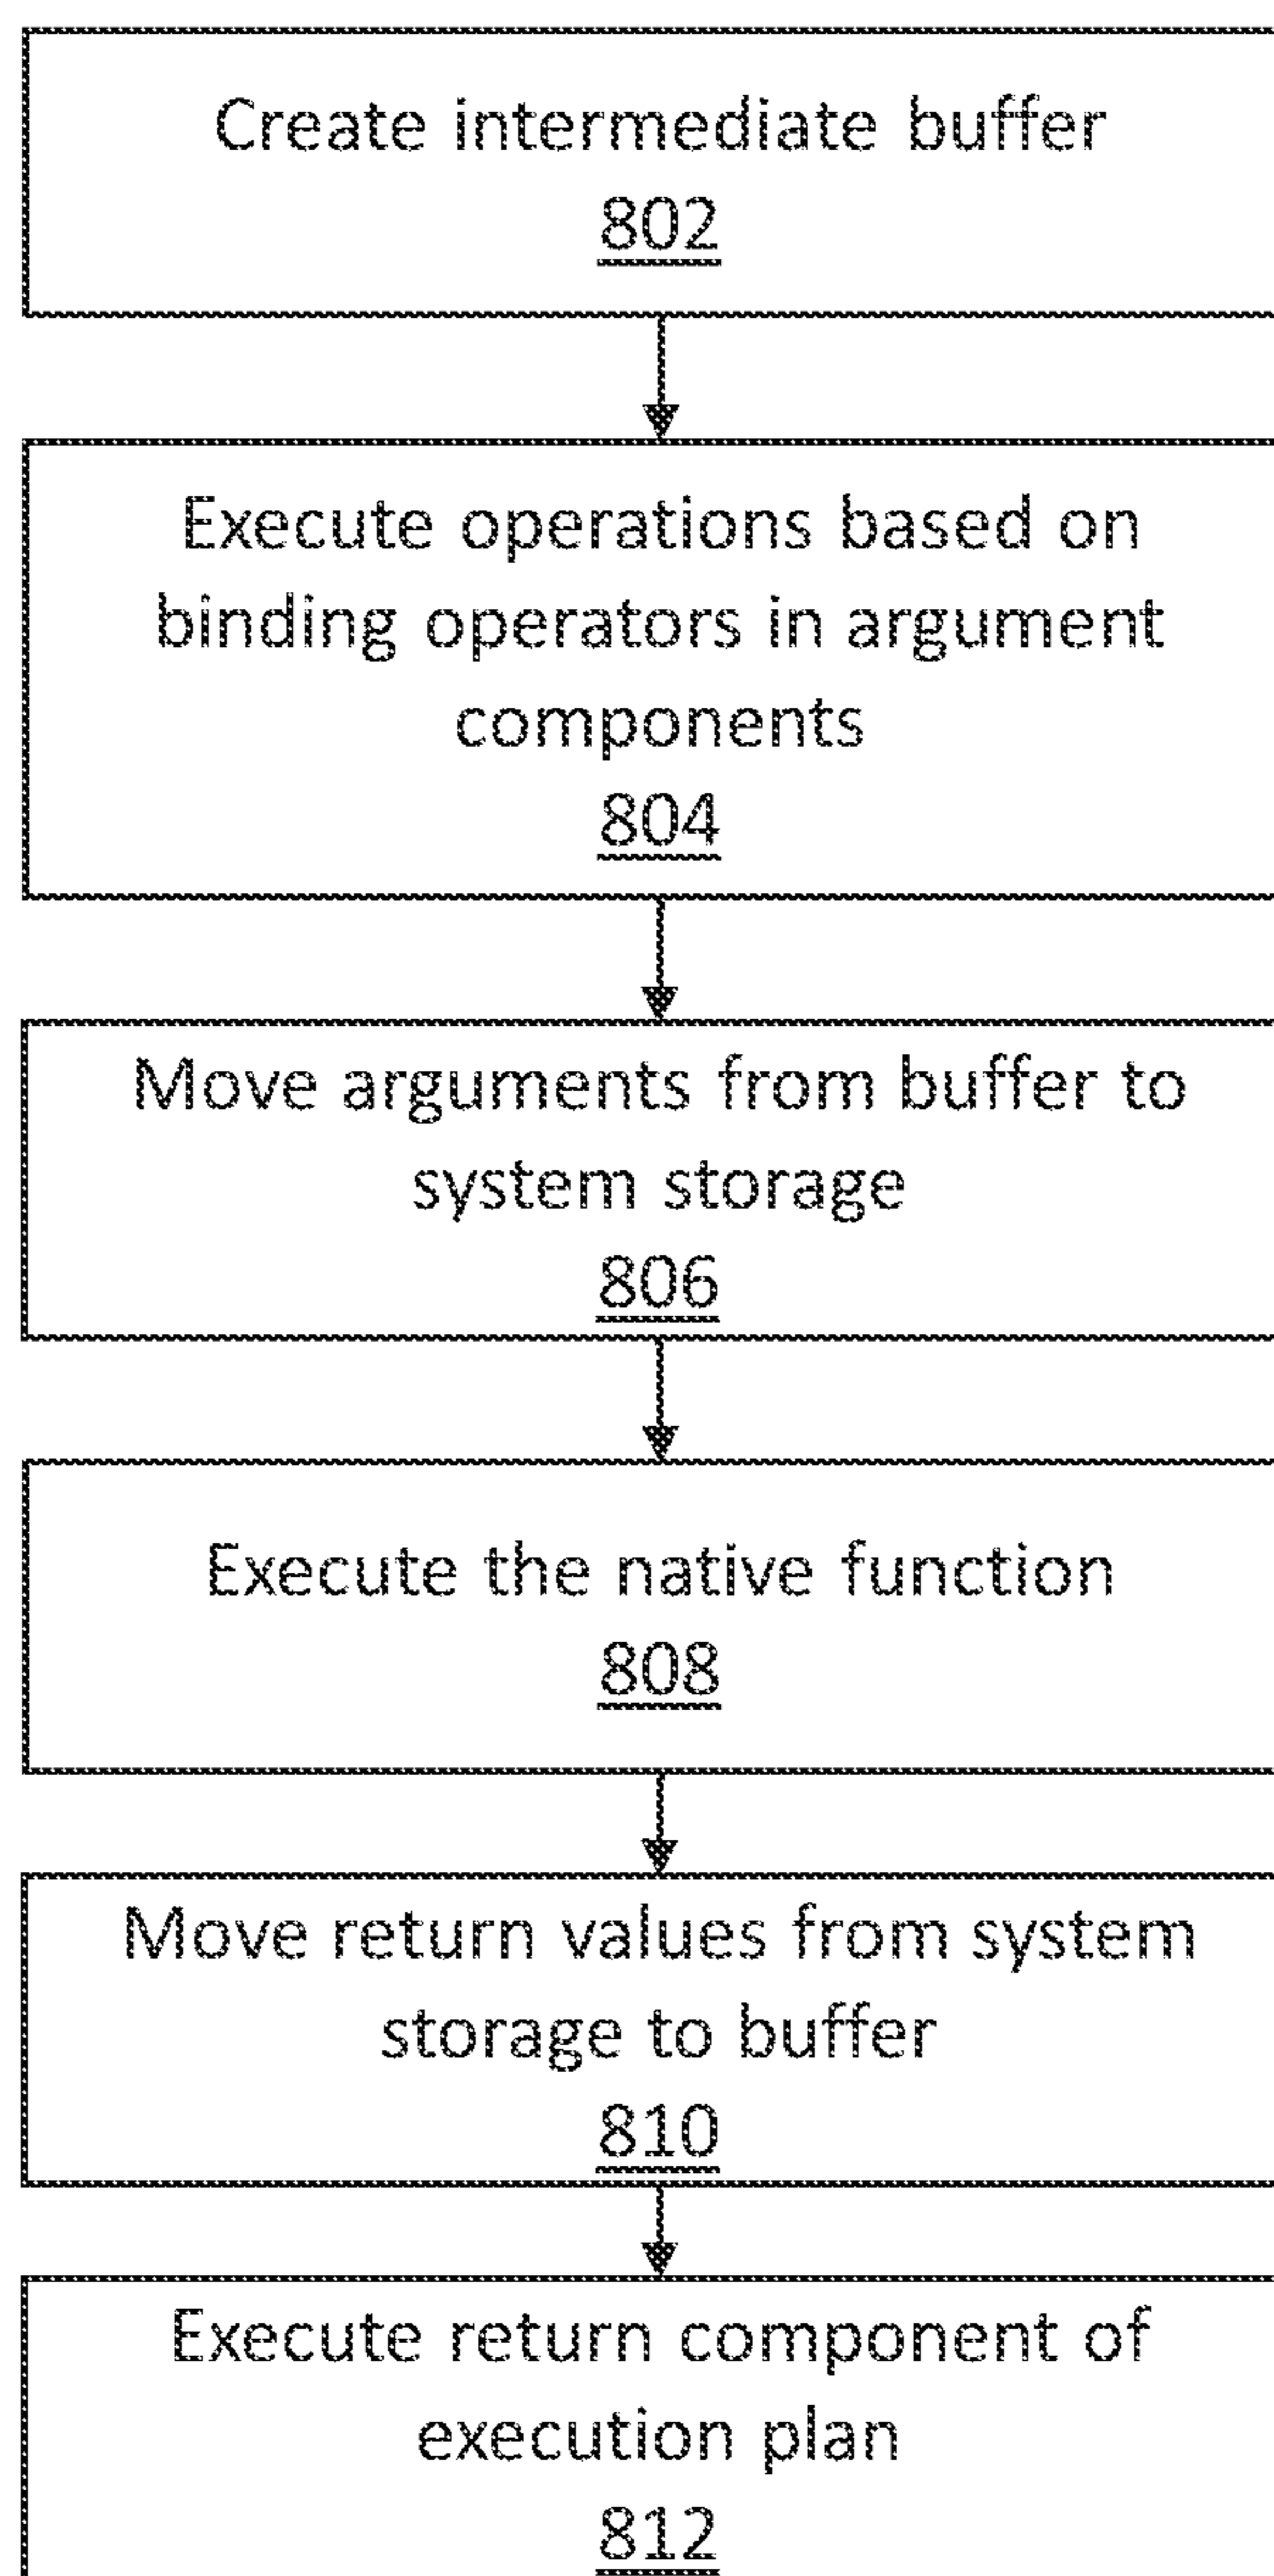 Create intermediate buffer
802
Execute operations based on
binding operators in argument
components
804
Move arguments from buffer to
system storage
806
Execute the native function
808
Move return values from system
storage to buffer
810
Execute return component of
execution plan
812